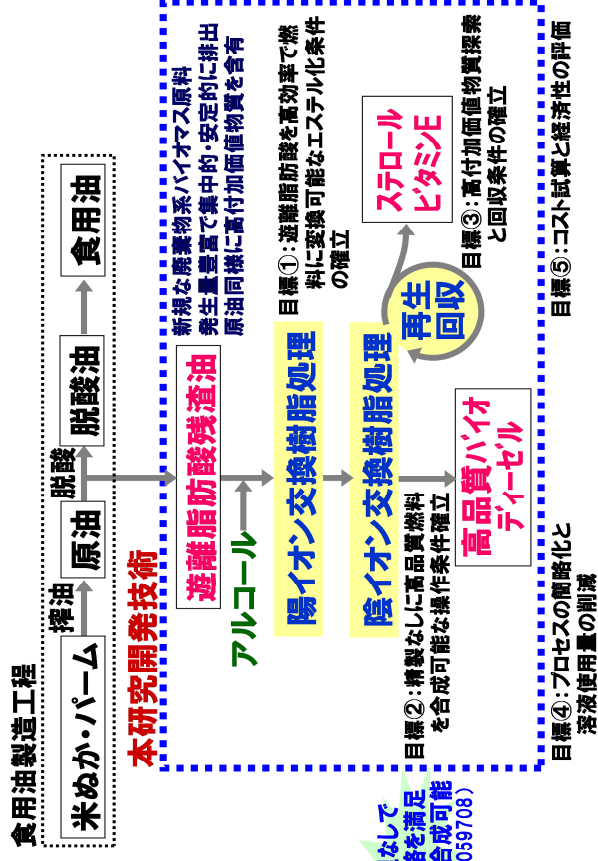 食用油製造工程
米ぬか・パーム
搾油
原油
脱酸
脱酸油
食用油
本研究開発技術
遊離脂肪酸残渣油
新規な廃棄物系バイオマス原料
発生量豊富で集中的・安定的に排出
原油同様に高付加価値物質を含有
アルコール
陽イオン交換樹脂処理
目標①：遊離脂肪酸を高効率で燃
料に変換可能なエステル化条件
の確立
陰イオン交換樹脂処理
再生
回収
ステロール
ビタミンE
目標②：精製なしに高品質燃料
を合成可能な操作条件確立
高品質バイオ
ディーゼル
目標③：高付加価値物質探索
と回収条件の確立
目標④：プロセスの簡略化と
溶液使用量の削減
目標⑤：コスト試算と経済性の評価
なしで
を満足
合成可能
059708）